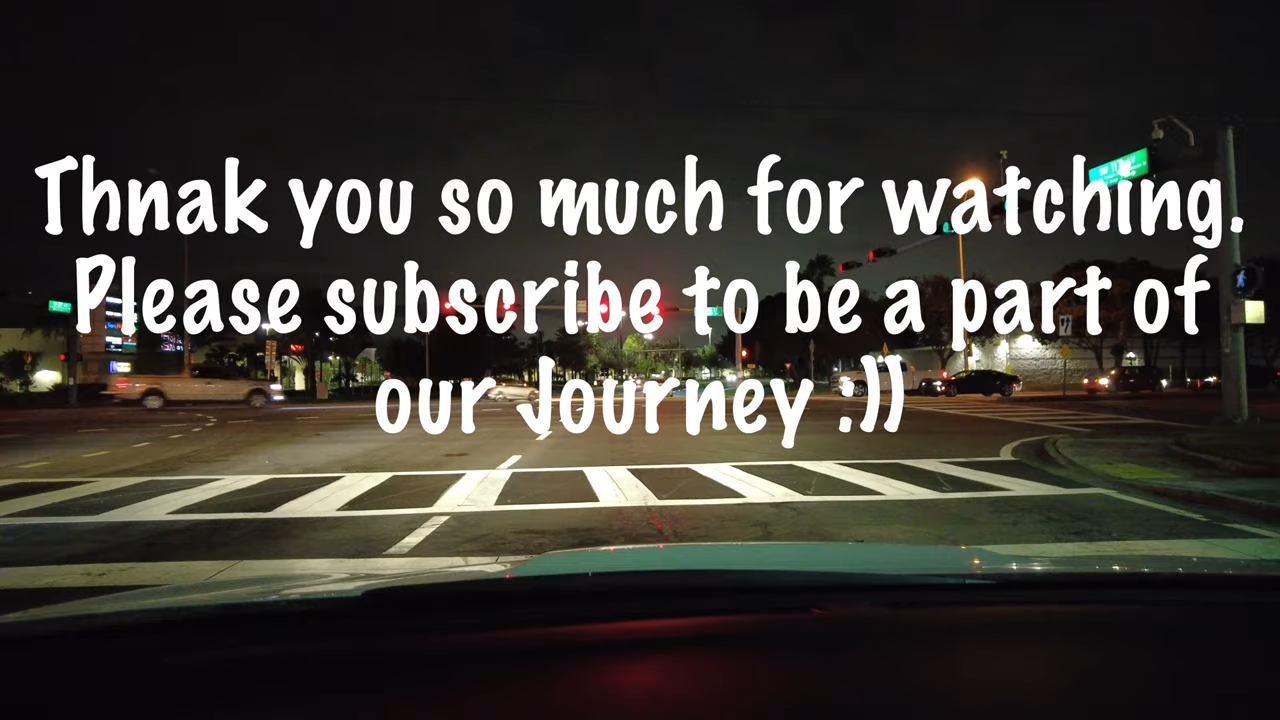 Thnak you so much for watching.
Please subscribe to be a part of
our Journey :))